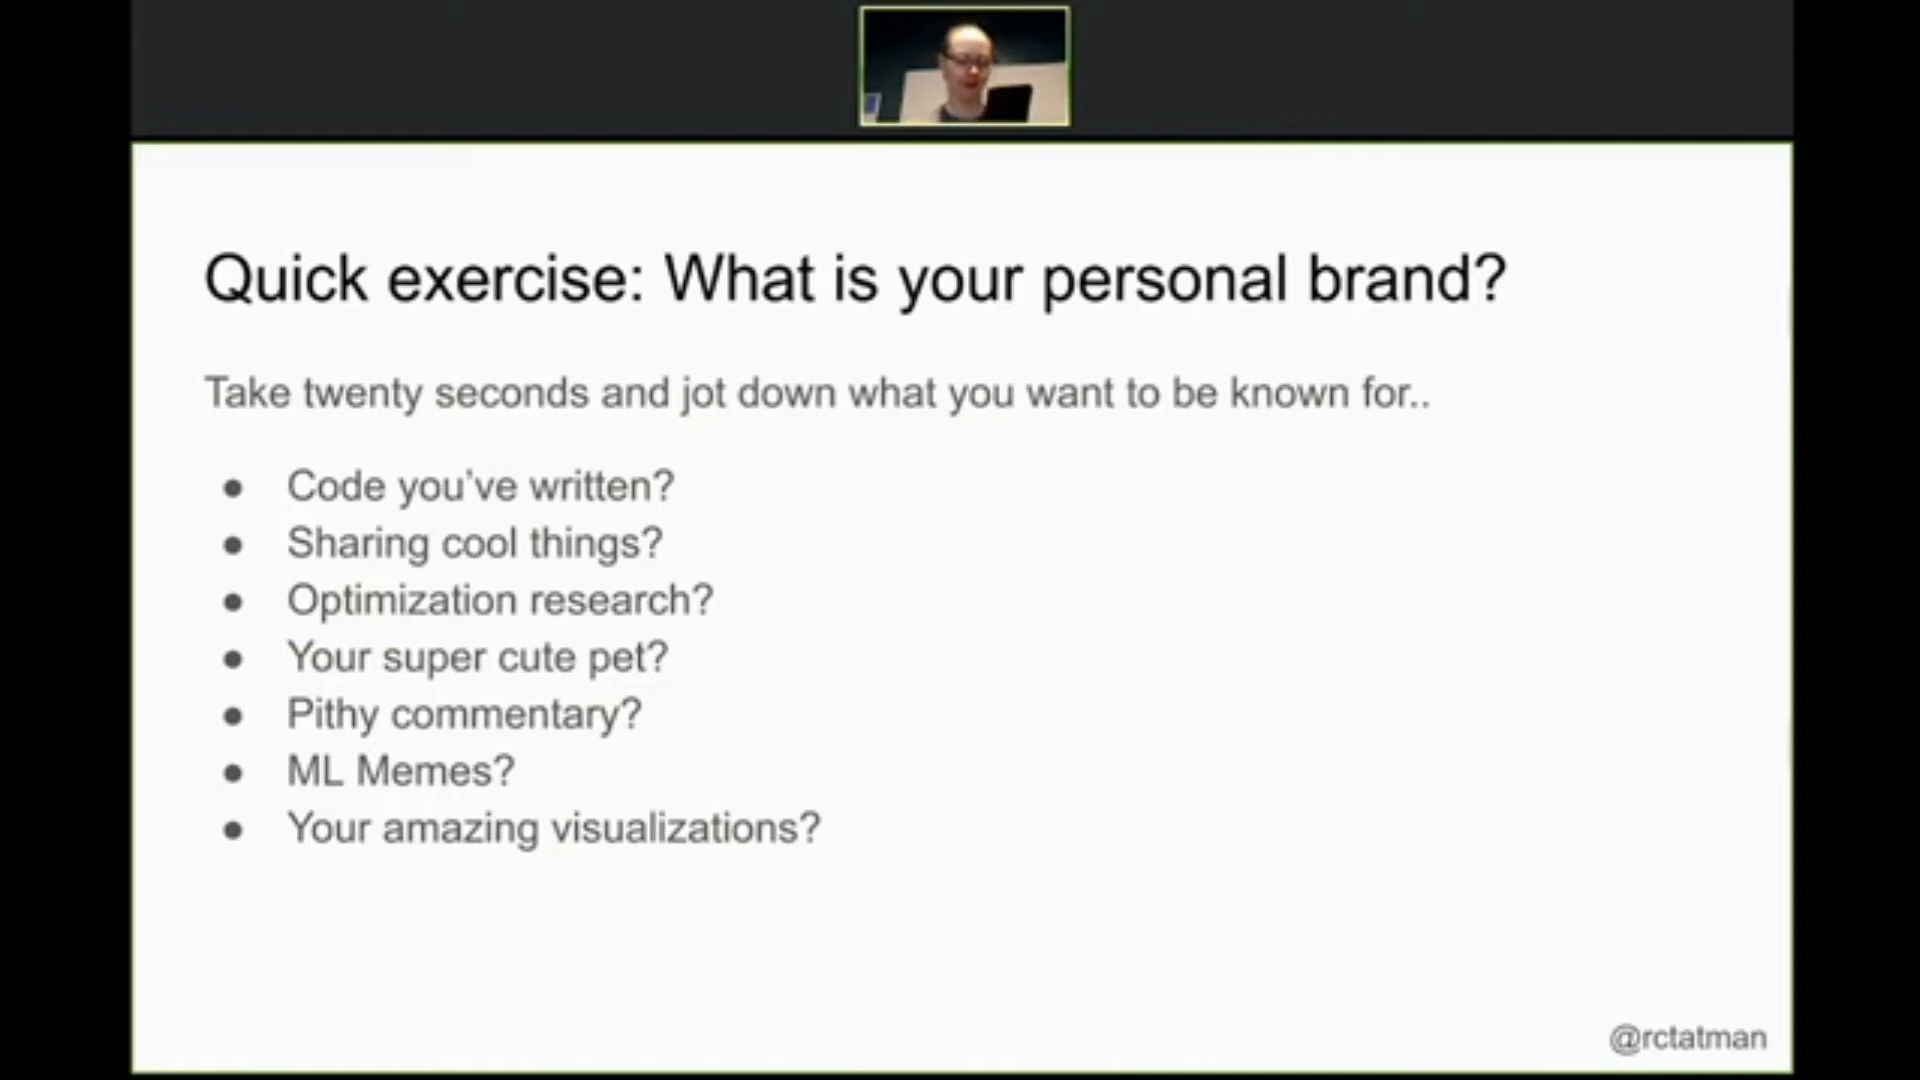 Quick exercise: What is your personal brand?
Take twenty seconds and jot down what you want to be known for..
● Code you've written?
● Sharing cool things?
● Optimization research?
● Your super cute pet?
● Pithy commentary?
● ML Memes?
● Your amazing visualizations?
@rctatman